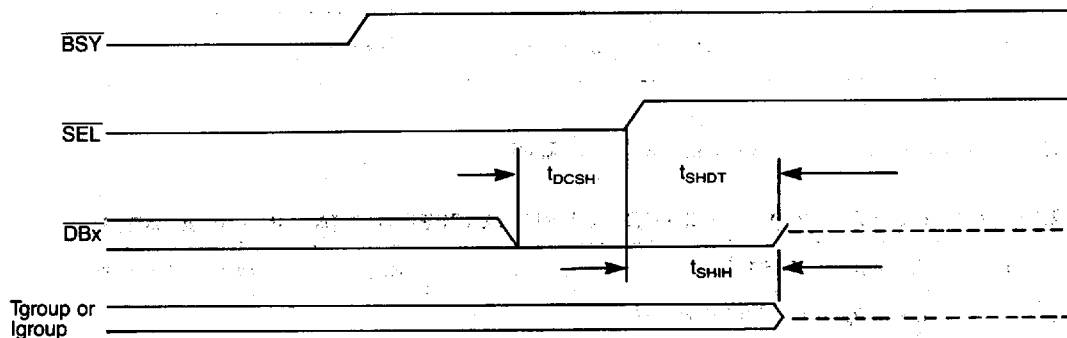 BSY
SEL
tDCSH
tSHDT
DBx
tSHIH
Tgroup or
Igroup